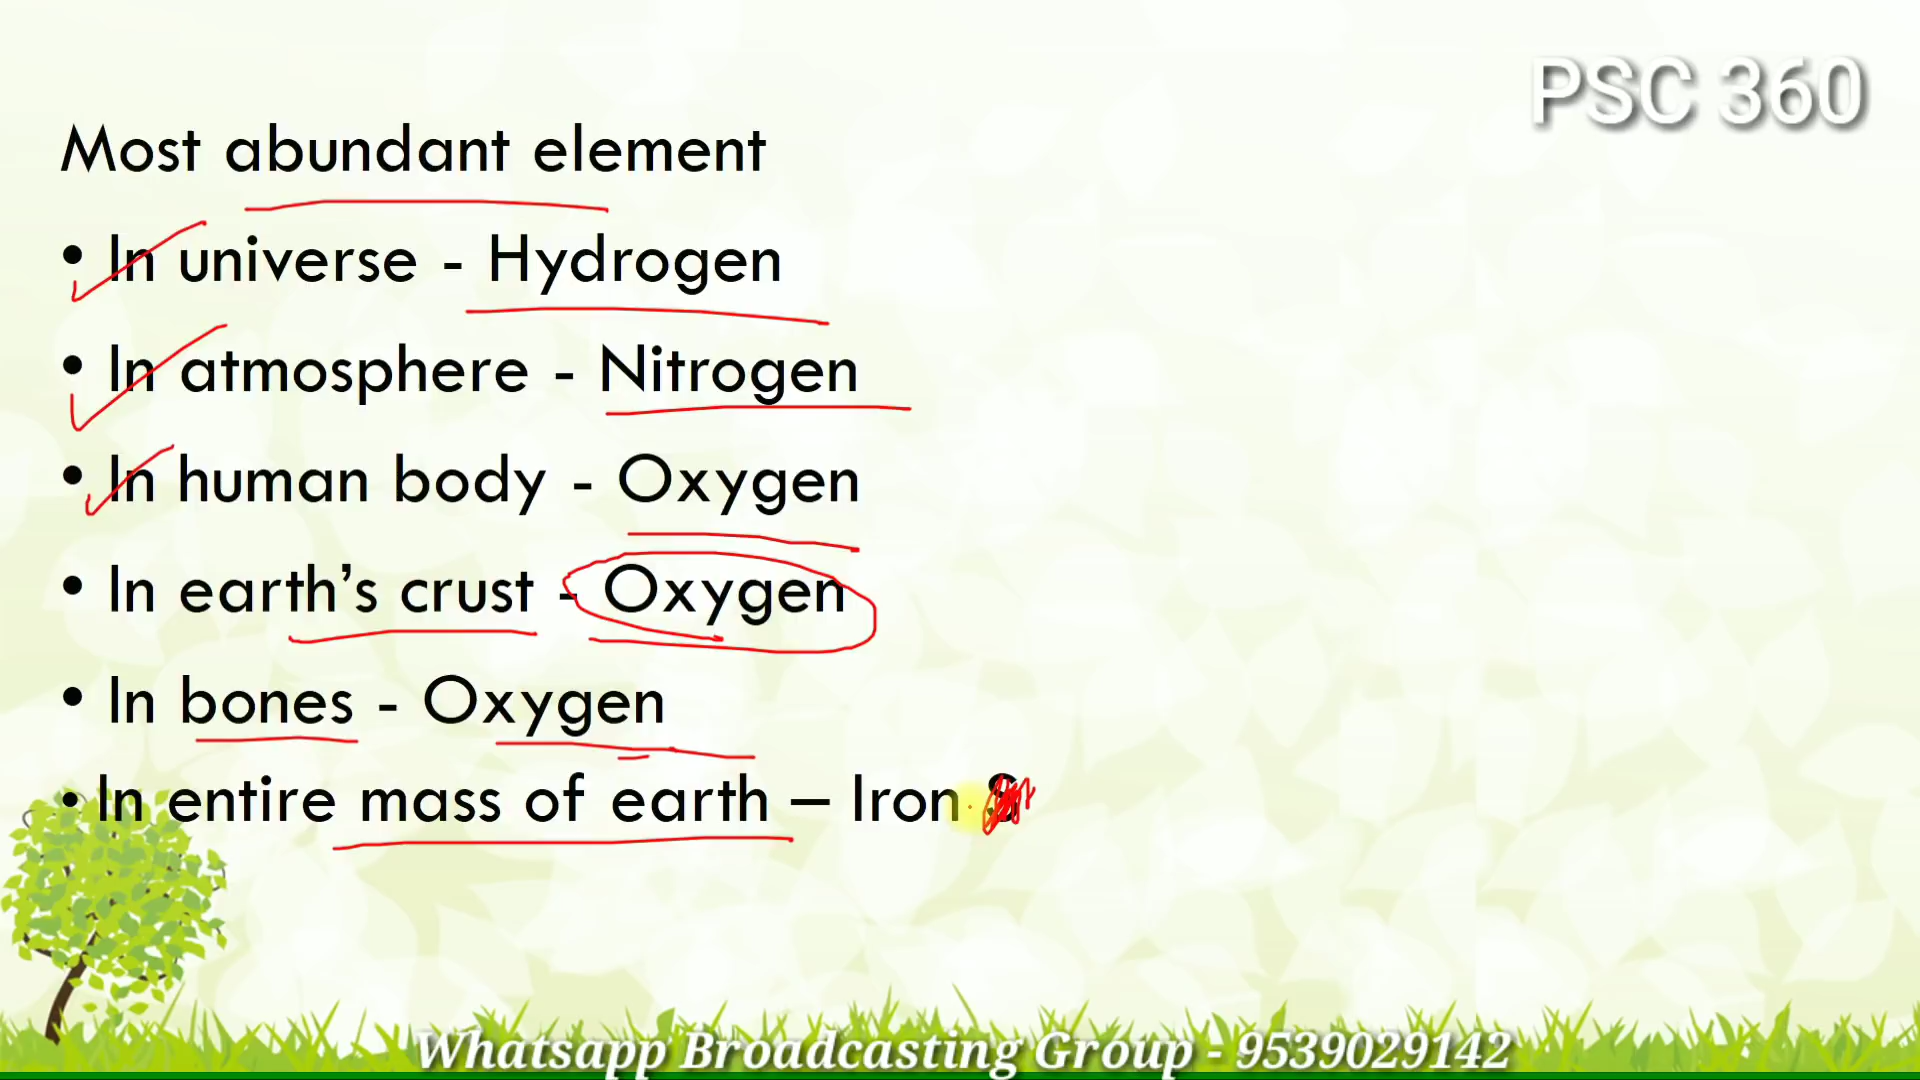 PSC 360
Most abundant element
• In universe - Hydrogen
• In atmosphere - Nitrogen
• In human body - Oxygen
• In earth’s crust - Oxygen
• In bones - Oxygen
• In entire mass of earth – Iron
Whatsapp Broadcasting Group - 9539029142